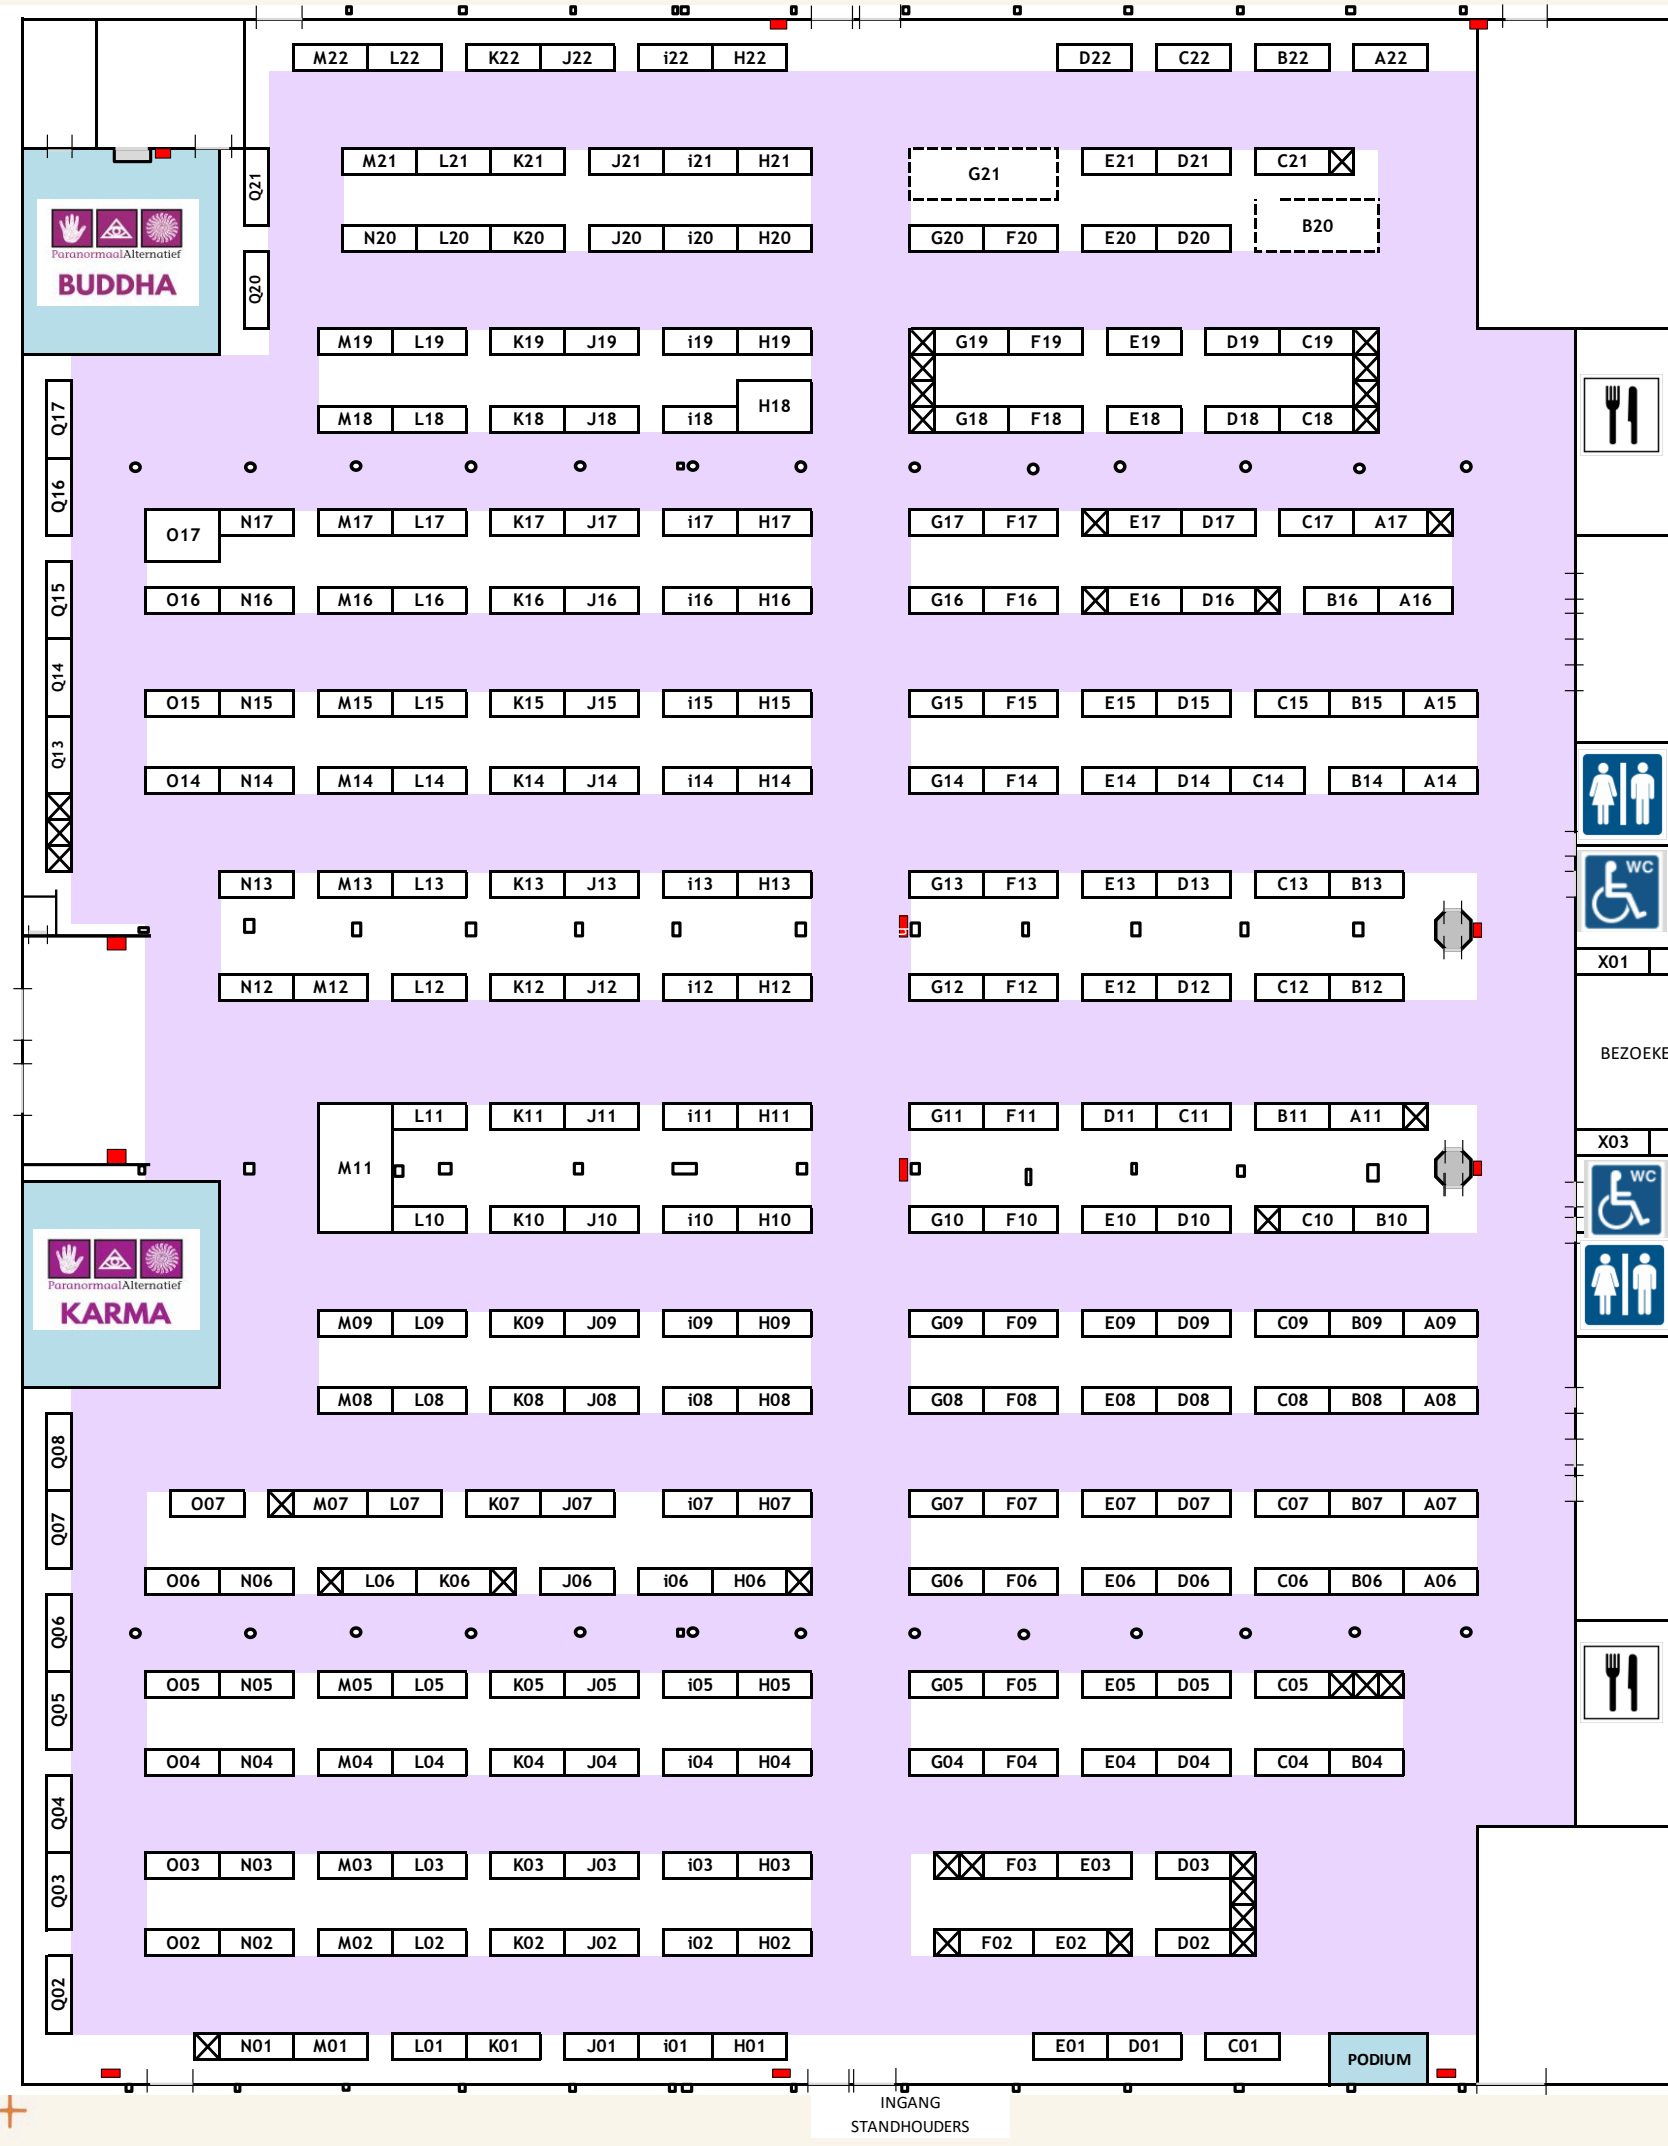 M22 L22 K22 J22 i22 H22 D22 C22 B22 A22
M21 L21 K21 J21 i21 H21 G21 E21 D21 C21
Q21
N20 L20 K20 J20 i20 H20 G20 F20 E20 D20 B20
ParanormaalAlternatief
BUDDHA
Q20
M19 L19 K19 J19 i19 H19 G19 F19 E19 D19 C19
Q17
M18 L18 K18 J18 i18 H18 G18 F18 E18 D18 C18
Q16
O17 N17 M17 L17 K17 J17 i17 H17 G17 F17 E17 D17 C17 A17
Q15
O16 N16 M16 L16 K16 J16 i16 H16 G16 F16 E16 D16 B16 A16
Q14
O15 N15 M15 L15 K15 J15 i15 H15 G15 F15 E15 D15 C15 B15 A15
Q13
O14 N14 M14 L14 K14 J14 i14 H14 G14 F14 E14 D14 C14 B14 A14
N13 M13 L13 K13 J13 i13 H13 G13 F13 E13 D13 C13 B13
WC
X01
N12 M12 L12 K12 J12 i12 H12 G12 F12 E12 D12 C12 B12
BEZOEKE
L11 K11 J11 i11 H11 G11 F11 D11 C11 B11 A11
X03
M11
WC
L10 K10 J10 i10 H10 G10 F10 E10 D10 C10 B10
ParanormaalAlternatief
KARMA
M09 L09 K09 J09 i09 H09 G09 F09 E09 D09 C09 B09 A09
M08 L08 K08 J08 i08 H08 G08 F08 E08 D08 C08 B08 A08
Q08
O07 M07 L07 K07 J07 i07 H07 G07 F07 E07 D07 C07 B07 A07
Q07
O06 N06 L06 K06 J06 i06 H06 G06 F06 E06 D06 C06 B06 A06
Q06
O05 N05 M05 L05 K05 J05 i05 H05 G05 F05 E05 D05 C05
Q05
O04 N04 M04 L04 K04 J04 i04 H04 G04 F04 E04 D04 C04 B04
Q04
O03 N03 M03 L03 K03 J03 i03 H03 F03 E03 D03
Q03
O02 N02 M02 L02 K02 J02 i02 H02 F02 E02 D02
Q02
N01 M01 L01 K01 J01 i01 H01 E01 D01 C01
PODIUM
INGANG
STANDHOUDERS